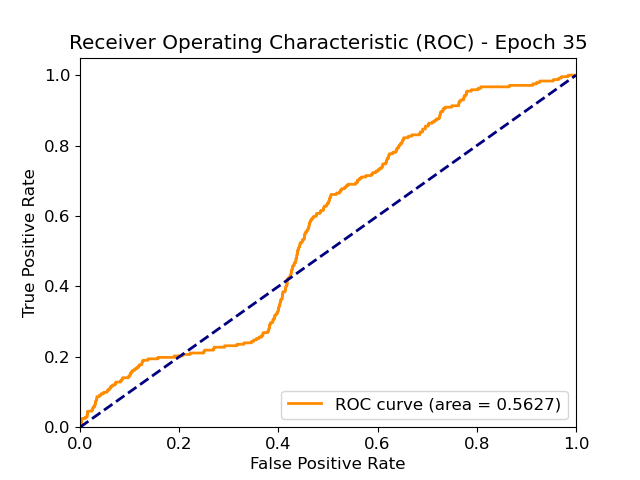 Receiver Operating Characteristic (ROC) - Epoch 35
True Positive Rate
1.0
0.8
0.6
0.4
0.2
0.0
ROC curve (area = 0.5627)
0.0 0.2 0.4 0.6 0.8 1.0
False Positive Rate